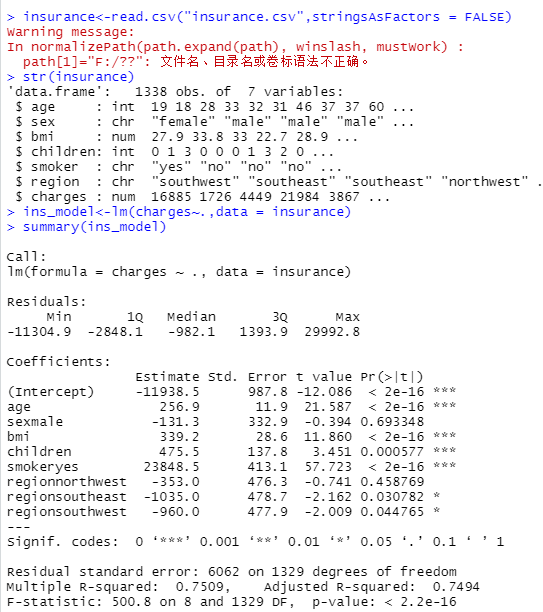 > insurance<-read.csv("insurance.csv",stringsAsFactors = FALSE)
Warning message:
In normalizePath(path.expand(path), winslash, mustWork) :
  path[1]="F:/??": 文件名、目录名或卷标语法不正确。
> str(insurance)
'data.frame':   1338 obs. of  7 variables:
 $ age     : int  19 18 28 33 32 31 46 37 37 60 ...
 $ sex     : chr  "female" "male" "male" "male" ...
 $ bmi     : num  27.9 33.8 33 22.7 28.9 ...
 $ children: int  0 1 3 0 0 0 1 3 2 0 ...
 $ smoker  : chr  "yes" "no" "no" "no" ...
 $ region  : chr  "southwest" "southeast" "southeast" "northwest" .
 $ charges : num  16885 1726 4449 21984 3867 ...
> ins_model<-lm(charges~.,data = insurance)
> summary(ins_model)
Call:
lm(formula = charges ~ ., data = insurance)
Residuals:
     Min       1Q   Median       3Q      Max
-11304.9  -2848.1   -982.1   1393.9  29992.8
Coefficients:
                Estimate Std. Error t value Pr(>|t|)
(Intercept)     -11938.5      987.8 -12.086  < 2e-16 ***
age                256.9       11.9  21.587  < 2e-16 ***
sexmale           -131.3      332.9  -0.394 0.693348
bmi                339.2       28.6  11.860  < 2e-16 ***
children           475.5      137.8   3.451 0.000577 ***
smokeryes        23848.5      413.1  57.723  < 2e-16 ***
regionnorthwest   -353.0      476.3  -0.741 0.458769
regionsoutheast  -1035.0      478.7  -2.162 0.030782 *
regionsouthwest   -960.0      477.9  -2.009 0.044765 *
---
Signif. codes:  0 ‘***’ 0.001 ‘**’ 0.01 ‘*’ 0.05 ‘.’ 0.1 ‘ ’ 1
Residual standard error: 6062 on 1329 degrees of freedom
Multiple R-squared:  0.7509,    Adjusted R-squared:  0.7494
F-statistic: 500.8 on 8 and 1329 DF,  p-value: < 2.2e-16